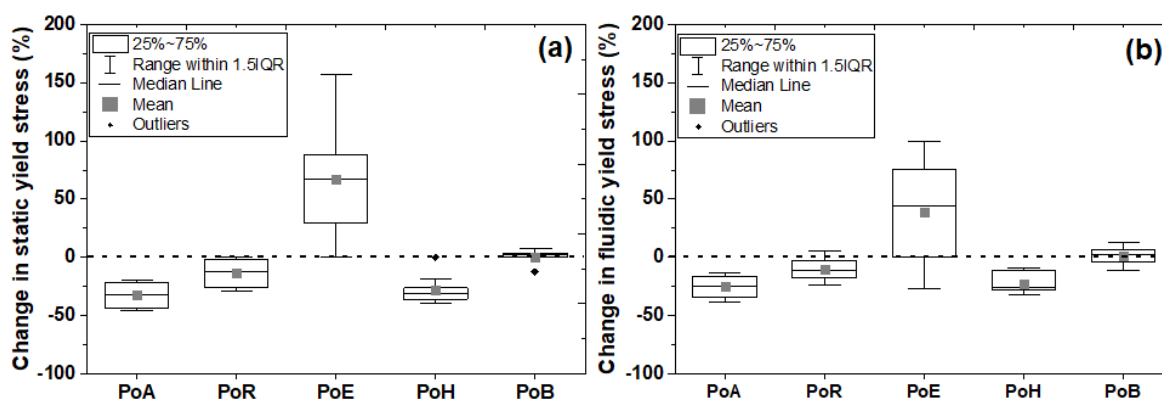 Change in static yield stress (%)
200
150
100
50
0
-50
-100
25%~75%
Range within 1.5IQR
Median Line
Mean
Outliers
(a)
PoA PoR PoE PoH PoB
Change in fluidic yield stress (%)
200
150
100
50
0
-50
-100
25%~75%
Range within 1.5IQR
Median Line
Mean
Outliers
(b)
PoA PoR PoE PoH PoB